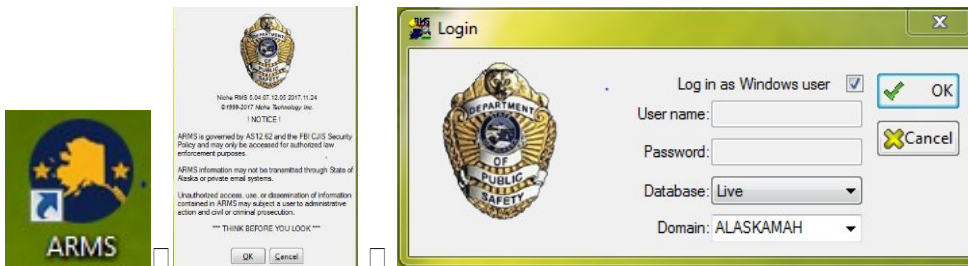 ARMS
Niche RMS 5.04.07.12.05 2017.11.24
©1999-2017 Niche Technology Inc.
! NOTICE !
ARMS is governed by AS12.62 and the FBI CJIS Security
Policy and may only be accessed for authorized law
enforcement purposes.
ARMS information may not be transmitted through State of
Alaska or private email systems.
Unauthorized access, use, or dissemination of information
contained in ARMS may subject a user to administrative
action and civil or criminal prosecution.
*** THINK BEFORE YOU LOOK ***
OK Cancel
Login
DEPARTMENT
STATE
OF
PUBLIC
SAFETY
Log in as Windows user
OK
User name:
Password:
Cancel
Database: Live
Domain: ALASKAMAH